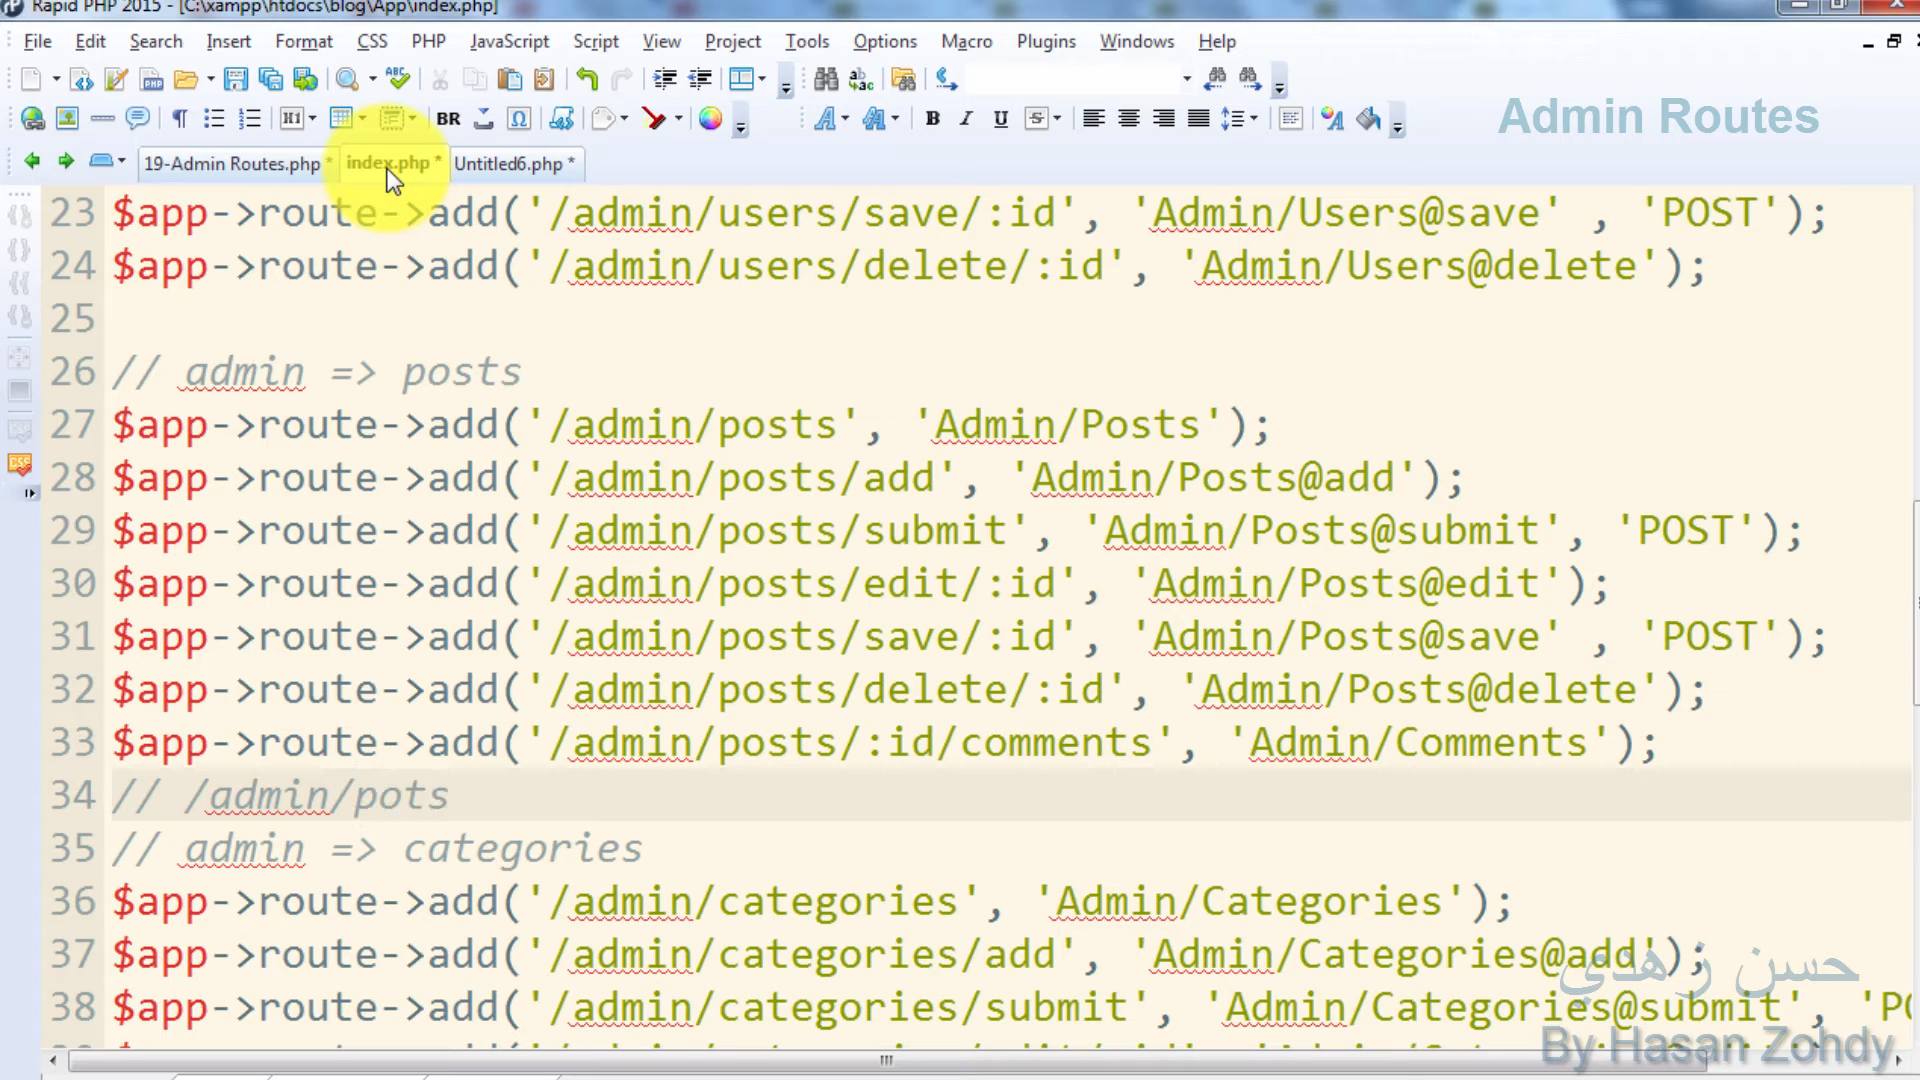 Rapid PHP 2015 - [C:\xampp\htdocs\blog\App\index.php]
File Edit Search Insert Format CSS PHP JavaScript Script View Project Tools Options Macro Plugins Windows Help
Admin Routes
19-Admin Routes.php * index.php * Untitled6.php *
23 $app->route->add('/admin/users/save/:id', 'Admin/Users@save' , 'POST');
24 $app->route->add('/admin/users/delete/:id', 'Admin/Users@delete');
25
26 // admin => posts
27 $app->route->add('/admin/posts', 'Admin/Posts');
28 $app->route->add('/admin/posts/add', 'Admin/Posts@add');
29 $app->route->add('/admin/posts/submit', 'Admin/Posts@submit', 'POST');
30 $app->route->add('/admin/posts/edit/:id', 'Admin/Posts@edit');
31 $app->route->add('/admin/posts/save/:id', 'Admin/Posts@save' , 'POST');
32 $app->route->add('/admin/posts/delete/:id', 'Admin/Posts@delete');
33 $app->route->add('/admin/posts/:id/comments', 'Admin/Comments');
34 // /admin/pots
35 // admin => categories
36 $app->route->add('/admin/categories', 'Admin/Categories');
37 $app->route->add('/admin/categories/add', 'Admin/Categories@add');
حسن زهدي
38 $app->route->add('/admin/categories/submit', 'Admin/Categories@submit', 'PO
By Hasan Zohdy